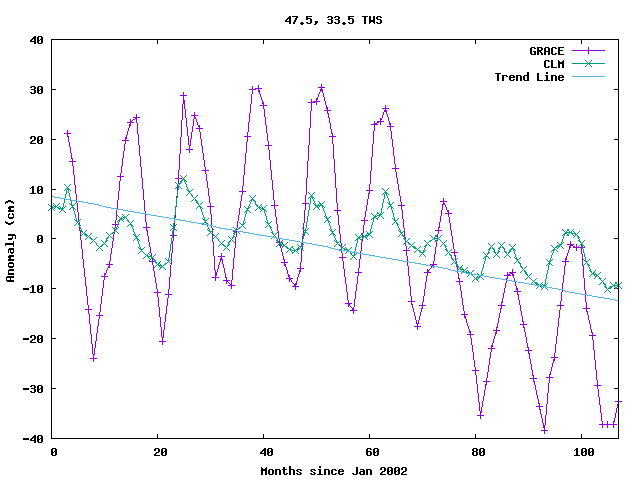 47.5, 33.5 TWS
GRACE
CLM
Trend Line
Anomaly (cm)
40
30
20
10
0
-10
-20
-30
-40
0 20 40 60 80 100
Months since Jan 2002